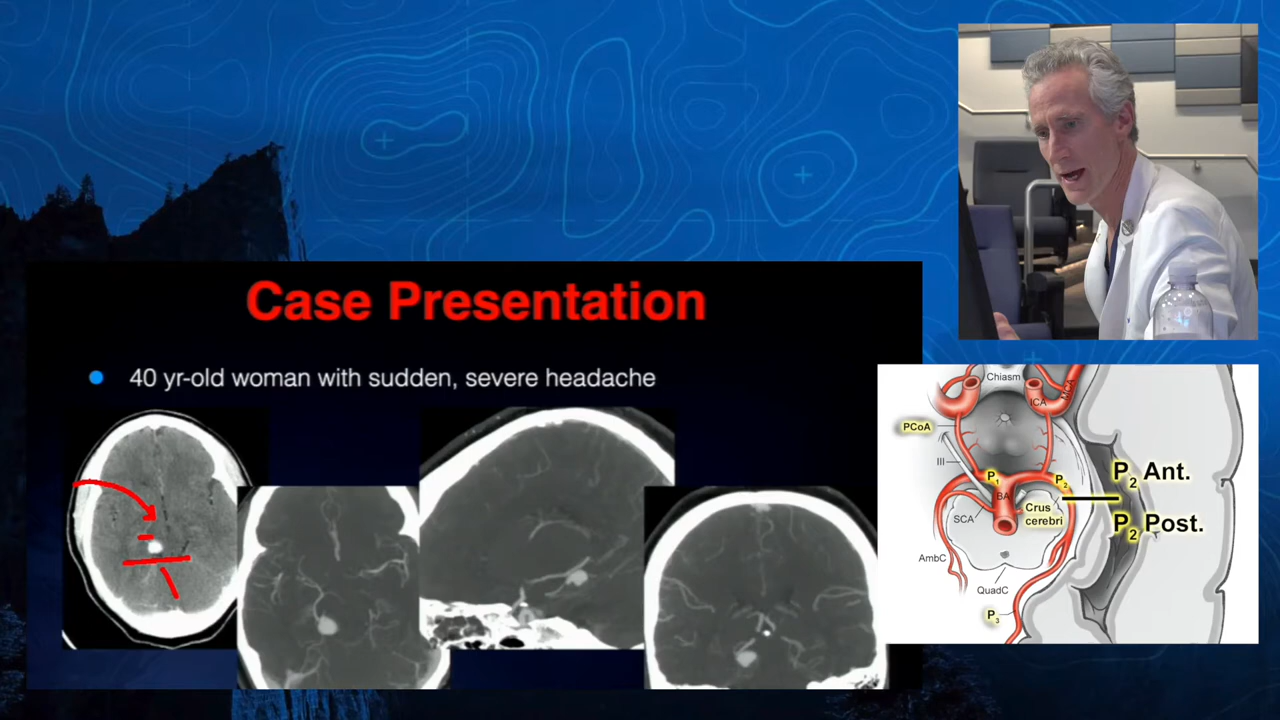 Case Presentation
40 yr-old woman with sudden, severe headache
Chiasm
MCA
ICA
PCoA
III
P1
P2
BA
SCA
Crus
cerebri
AmbC
QuadC
P3
P2 Ant.
P2 Post.